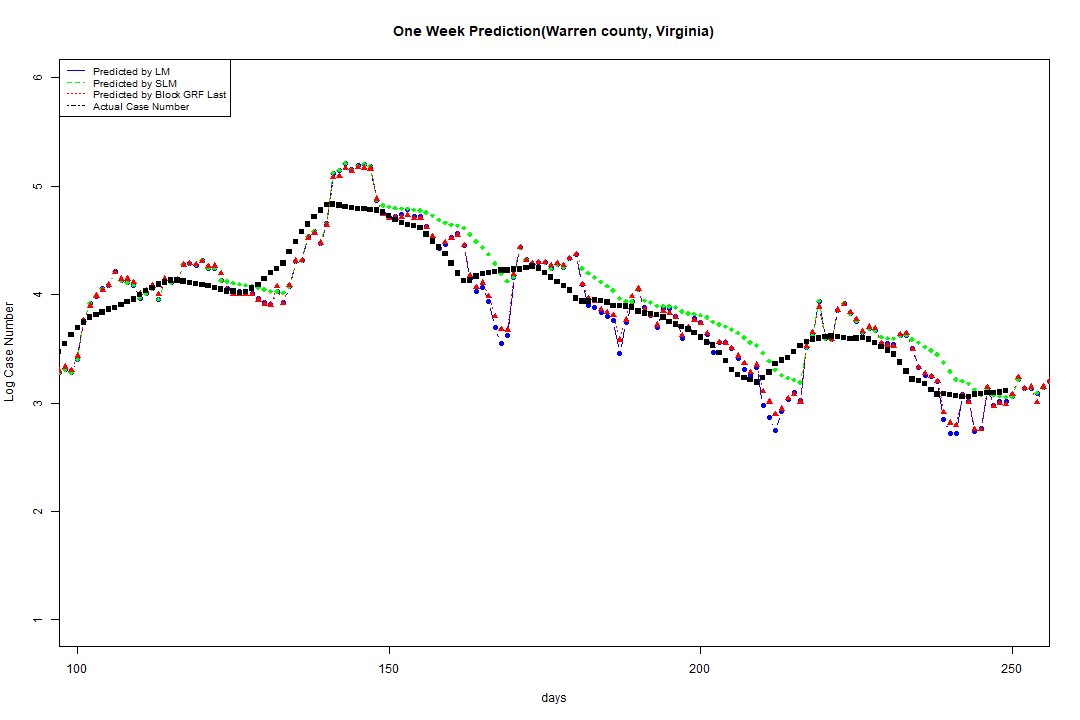 One Week Prediction(Warren county, Virginia)
Predicted by LM
Predicted by SLM
Predicted by Block GRF Last
Actual Case Number
6
5
4
3
2
1
Log Case Number
100 150 200 250
days